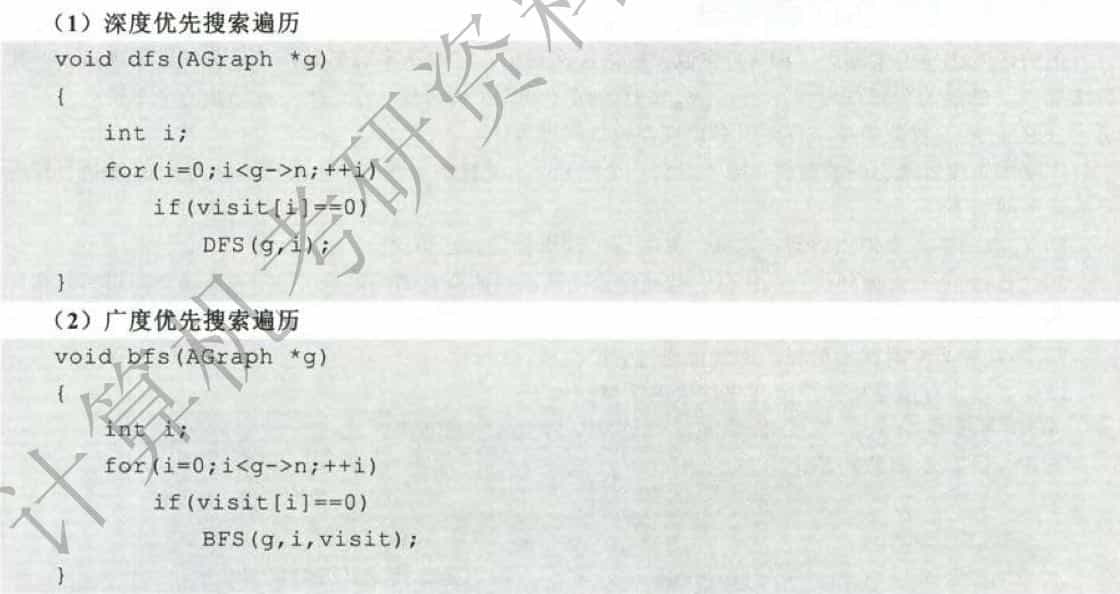 （1）深度优先搜索遍历
void dfs(AGraph *g)
{
int i;
for(i=0;i<g->n;++i)
if(visit[i]==0)
DFS(g,i);
}
（2）广度优先搜索遍历
void bfs(AGraph *g)
{
int i;
for(i=0;i<g->n;++i)
if(visit[i]==0)
BFS(g,i,visit);
}
计算机考研资料